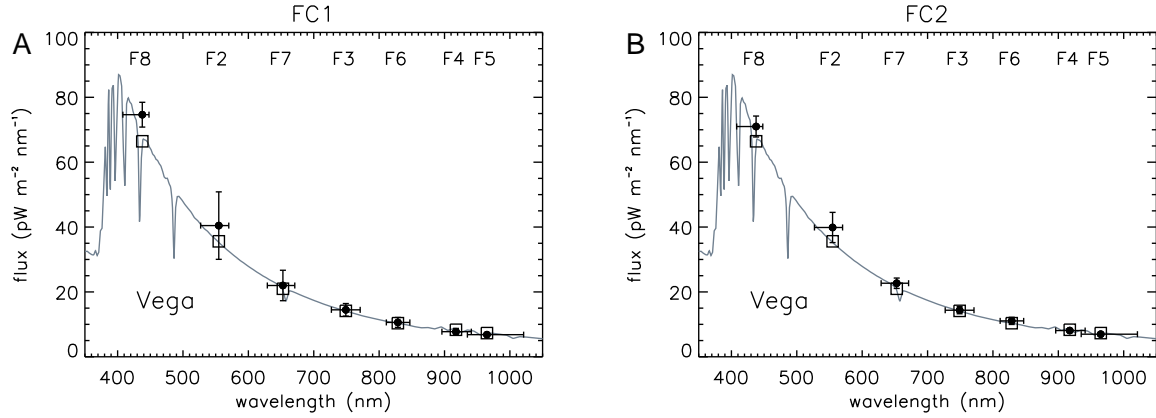 FC1
A
F8 F2 F7 F3 F6 F4 F5
100
80
60
40
20
0
flux (pW m⁻² nm⁻¹)
Vega
400 500 600 700 800 900 1000
wavelength (nm)
FC2
B
F8 F2 F7 F3 F6 F4 F5
100
80
60
40
20
0
flux (pW m⁻² nm⁻¹)
Vega
400 500 600 700 800 900 1000
wavelength (nm)